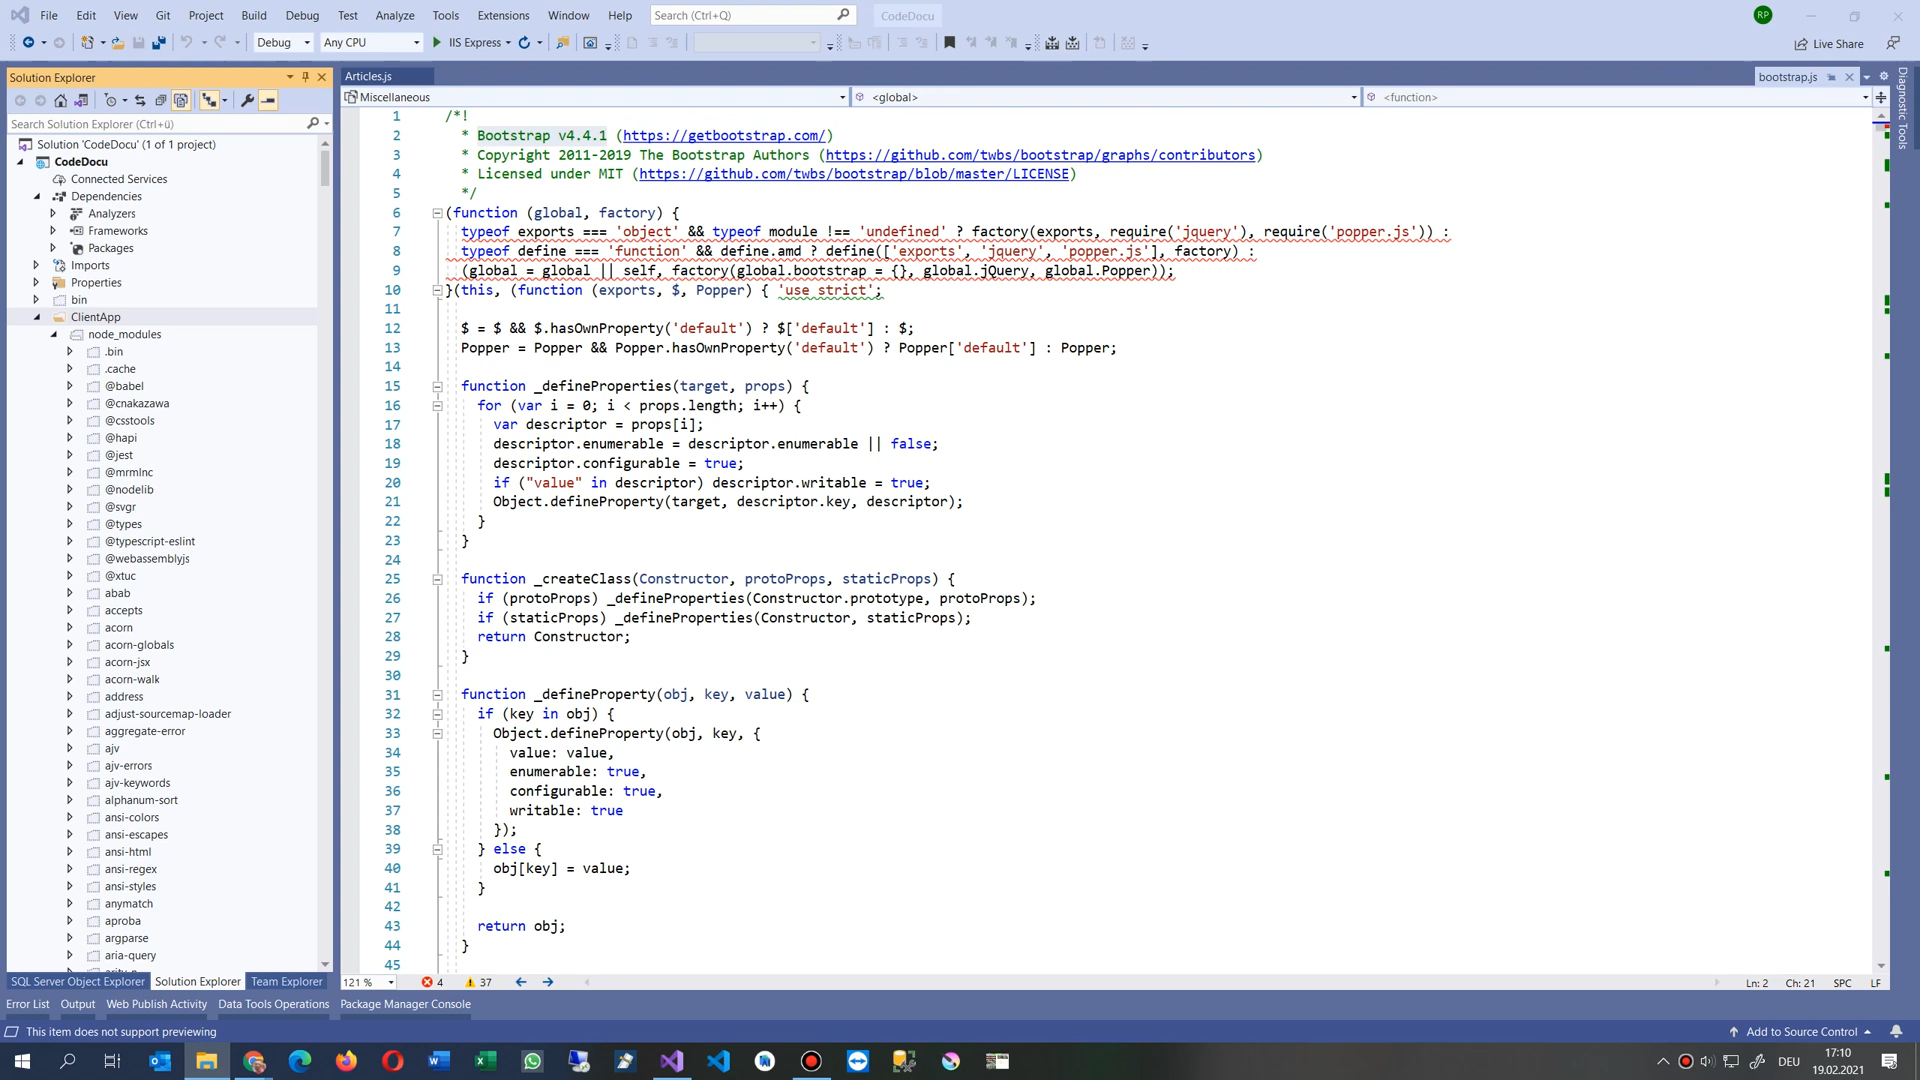 File Edit View Git Project Build Debug Test Analyze Tools Extensions Window Help Search (Ctrl+Q) CodeDocu RP
Debug Any CPU IIS Express Live Share
Solution Explorer
Search Solution Explorer (Ctrl+ü)
Solution 'CodeDocu' (1 of 1 project)
CodeDocu
Connected Services
Dependencies
Analyzers
Frameworks
Packages
Imports
Properties
bin
ClientApp
node_modules
.bin
.cache
@babel
@cnakazawa
@csstools
@hapi
@jest
@mrmlnc
@nodelib
@svgr
@types
@typescript-eslint
@webassemblyjs
@xtuc
abab
accepts
acorn
acorn-globals
acorn-jsx
acorn-walk
address
adjust-sourcemap-loader
aggregate-error
ajv
ajv-errors
ajv-keywords
alphanum-sort
ansi-colors
ansi-escapes
ansi-html
ansi-regex
ansi-styles
anymatch
aproba
argparse
aria-query
SQL Server Object Explorer Solution Explorer Team Explorer
Articles.js bootstrap.js
Miscellaneous <global> <function>
Diagnostic Tools
1 /*!
2 * Bootstrap v4.4.1 (https://getbootstrap.com/)
3 * Copyright 2011-2019 The Bootstrap Authors (https://github.com/twbs/bootstrap/graphs/contributors)
4 * Licensed under MIT (https://github.com/twbs/bootstrap/blob/master/LICENSE)
5 */
6 (function (global, factory) {
7 typeof exports === 'object' && typeof module !== 'undefined' ? factory(exports, require('jquery'), require('popper.js')) :
8 typeof define === 'function' && define.amd ? define(['exports', 'jquery', 'popper.js'], factory) :
9 (global = global || self, factory(global.bootstrap = {}, global.jQuery, global.Popper));
10 }(this, (function (exports, $, Popper) { 'use strict';
11
12 $ = $ && $.hasOwnProperty('default') ? $['default'] : $;
13 Popper = Popper && Popper.hasOwnProperty('default') ? Popper['default'] : Popper;
14
15 function _defineProperties(target, props) {
16 for (var i = 0; i < props.length; i++) {
17 var descriptor = props[i];
18 descriptor.enumerable = descriptor.enumerable || false;
19 descriptor.configurable = true;
20 if ("value" in descriptor) descriptor.writable = true;
21 Object.defineProperty(target, descriptor.key, descriptor);
22 }
23 }
24
25 function _createClass(Constructor, protoProps, staticProps) {
26 if (protoProps) _defineProperties(Constructor.prototype, protoProps);
27 if (staticProps) _defineProperties(Constructor, staticProps);
28 return Constructor;
29 }
30
31 function _defineProperty(obj, key, value) {
32 if (key in obj) {
33 Object.defineProperty(obj, key, {
34 value: value,
35 enumerable: true,
36 configurable: true,
37 writable: true
38 });
39 } else {
40 obj[key] = value;
41 }
42
43 return obj;
44 }
45
121 % 4 37 Ln: 2 Ch: 21 SPC LF
Error List Output Web Publish Activity Data Tools Operations Package Manager Console
This item does not support previewing Add to Source Control
DEU 17:10
19.02.2021